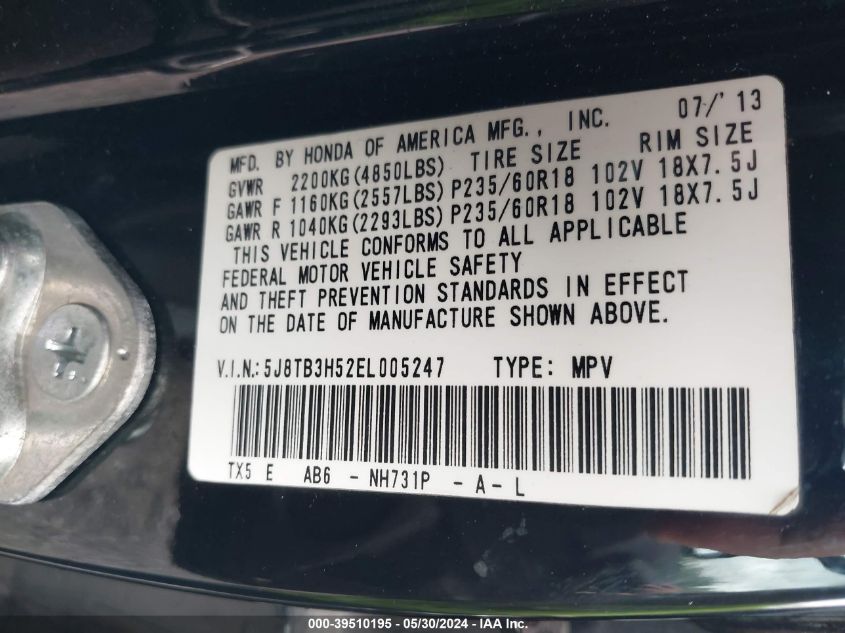 07/'13
MFD. BY HONDA OF AMERICA MFG., INC.
GVWR 2200KG(4850LBS) TIRE SIZE RIM SIZE
GAWR F 1160KG(2557LBS) P235/60R18 102V 18X7.5J
GAWR R 1040KG(2293LBS) P235/60R18 102V 18X7.5J
THIS VEHICLE CONFORMS TO ALL APPLICABLE
FEDERAL MOTOR VEHICLE SAFETY
AND THEFT PREVENTION STANDARDS IN EFFECT
ON THE DATE OF MANUFACTURE SHOWN ABOVE.
V.I.N.: 5J8TB3H52EL005247 TYPE: MPV
TX5 E AB6 - NH731P - A - L
000-39510195 / 05/30/2024 - IAA Inc.